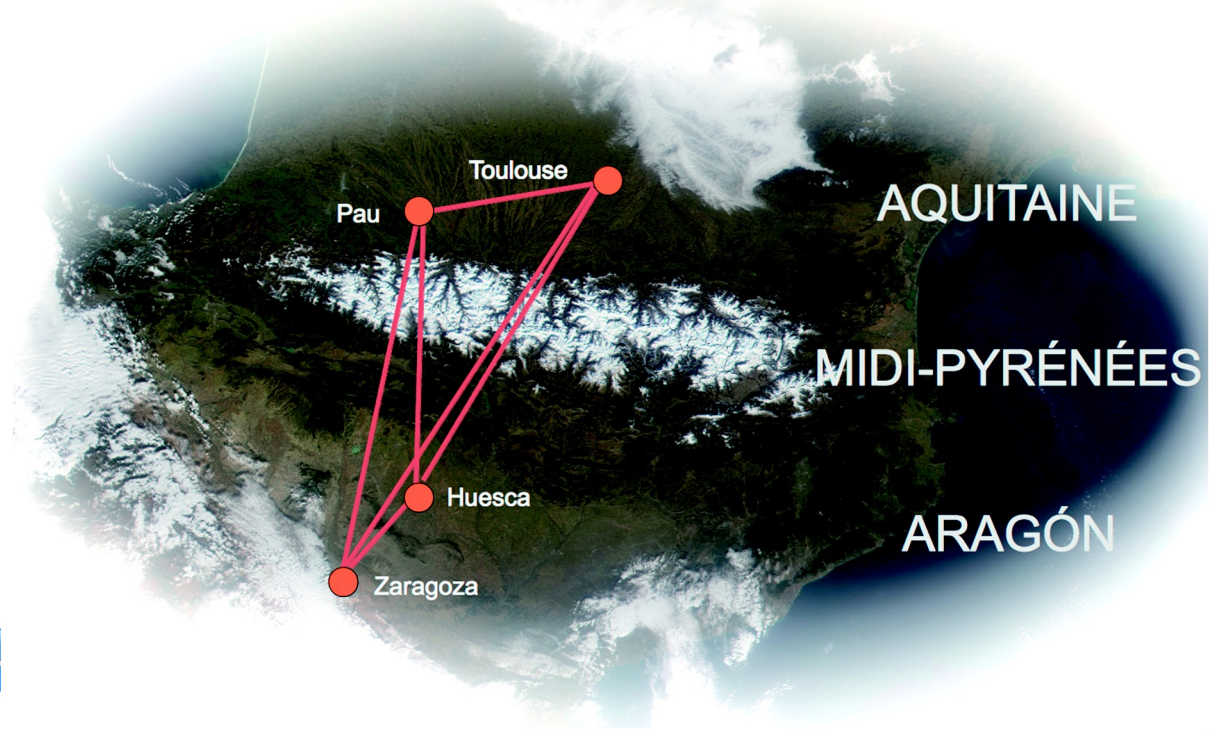 Toulouse
Pau
AQUITAINE
MIDI-PYRÉNÉES
Huesca
ARAGÓN
Zaragoza